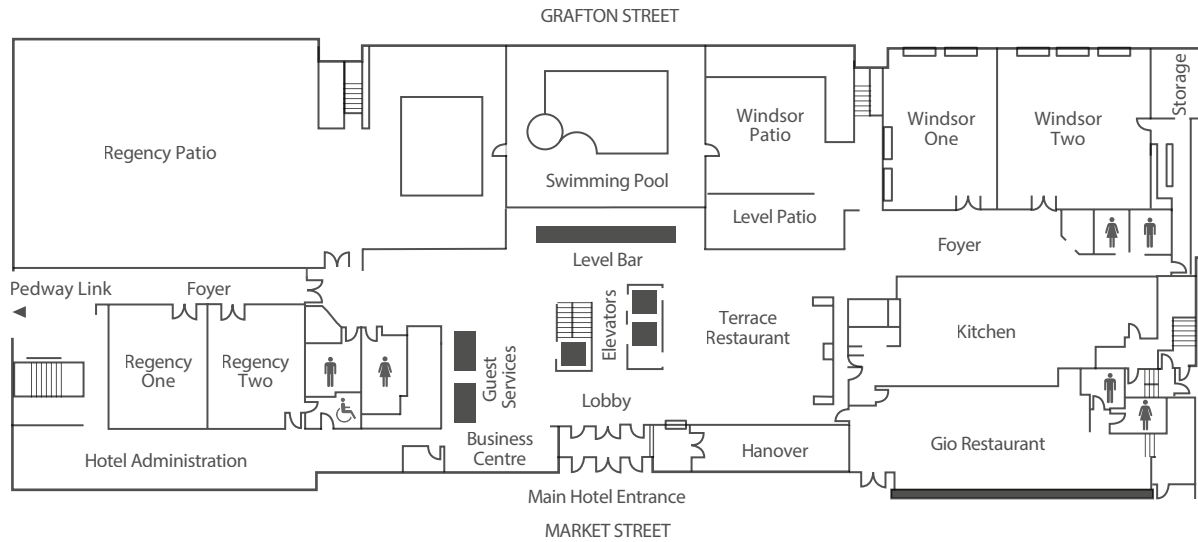 GRAFTON STREET
Regency Patio
Swimming Pool
Windsor
Patio
Level Patio
Windsor
One
Windsor
Two
Storage
Level Bar
Foyer
Pedway Link
Foyer
Regency
One
Regency
Two
Guest
Services
Elevators
Terrace
Restaurant
Kitchen
Lobby
Hotel Administration
Business
Centre
Hanover
Gio Restaurant
Main Hotel Entrance
MARKET STREET